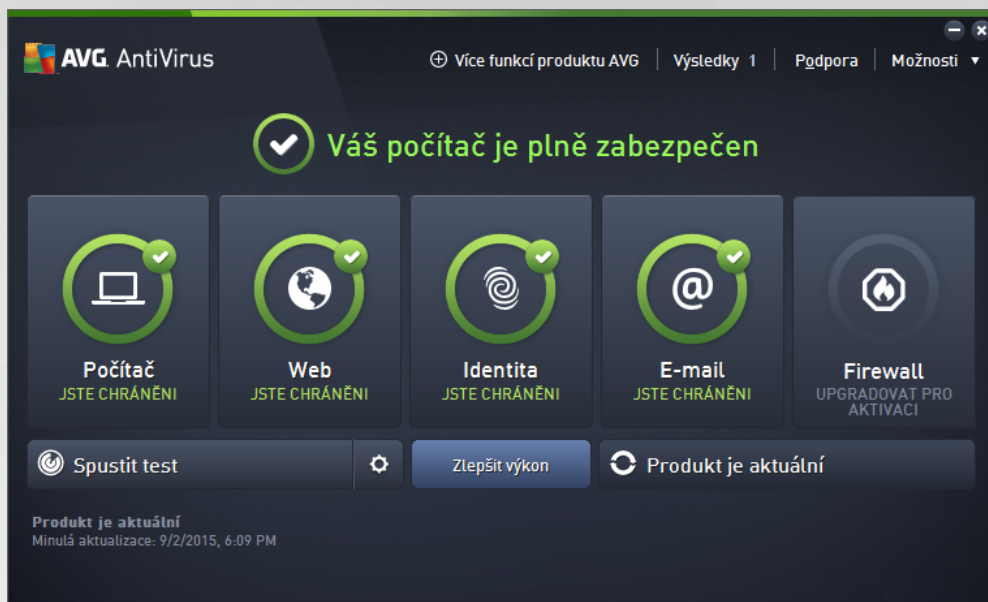 AVG AntiVirus
Více funkcí produktu AVG
Výsledky 1
Podpora
Možnosti
Váš počítač je plně zabezpečen
Počítač
JSTE CHRÁNĚNI
Web
JSTE CHRÁNĚNI
Identita
JSTE CHRÁNĚNI
@
E-mail
JSTE CHRÁNĚNI
Firewall
UPGRADOVAT PRO
AKTIVACI
Spustit test
Zlepšit výkon
Produkt je aktuální
Produkt je aktuální
Minulá aktualizace: 9/2/2015, 6:09 PM